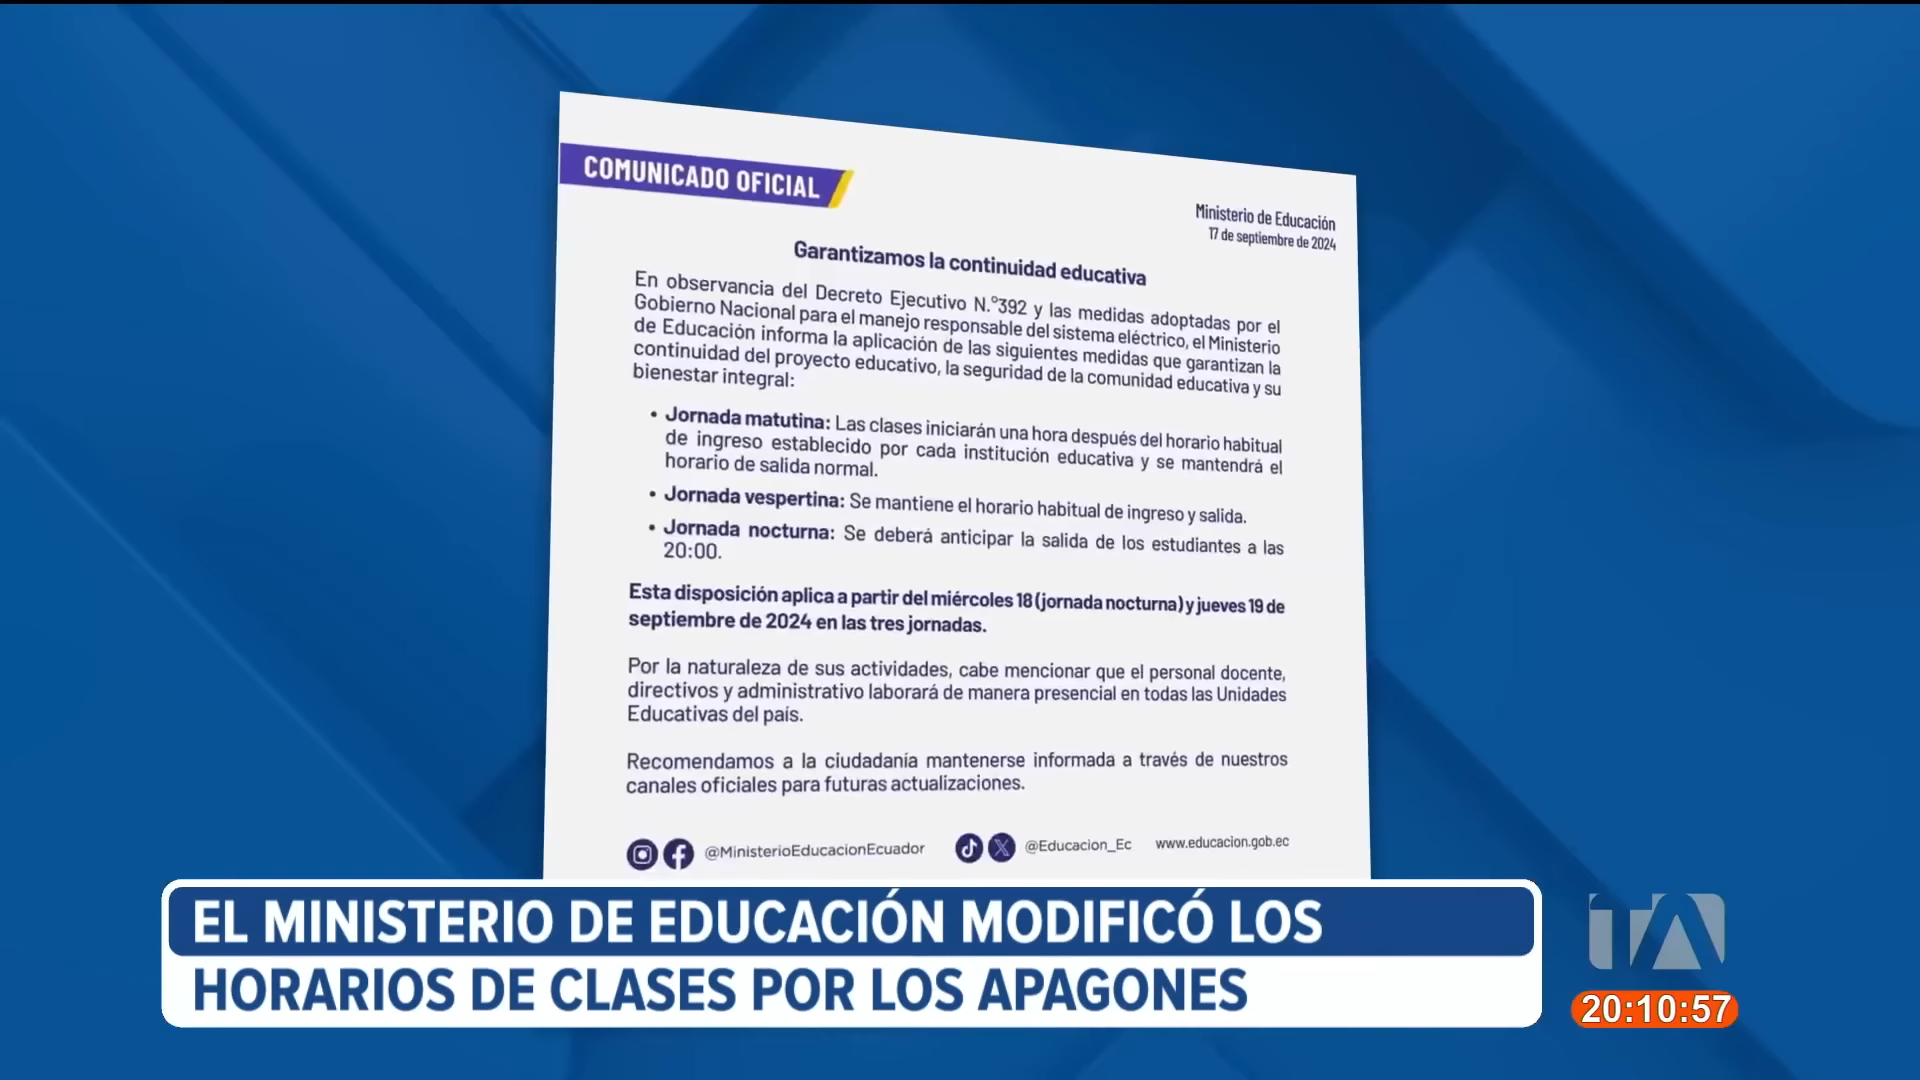 COMUNICADO OFICIAL
Ministerio de Educación
17 de septiembre de 2024
Garantizamos la continuidad educativa
En observancia del Decreto Ejecutivo N.°392 y las medidas adoptadas por el
Gobierno Nacional para el manejo responsable del sistema eléctrico, el Ministerio
de Educación informa la aplicación de las siguientes medidas que garantizan la
continuidad del proyecto educativo, la seguridad de la comunidad educativa y su
bienestar integral:
• Jornada matutina: Las clases iniciarán una hora después del horario habitual
de ingreso establecido por cada institución educativa y se mantendrá el
horario de salida normal.
• Jornada vespertina: Se mantiene el horario habitual de ingreso y salida.
• Jornada nocturna: Se deberá anticipar la salida de los estudiantes a las
20:00.
Esta disposición aplica a partir del miércoles 18 (jornada nocturna) y jueves 19 de
septiembre de 2024 en las tres jornadas.
Por la naturaleza de sus actividades, cabe mencionar que el personal docente,
directivos y administrativo laborará de manera presencial en todas las Unidades
Educativas del país.
Recomendamos a la ciudadanía mantenerse informada a través de nuestros
canales oficiales para futuras actualizaciones.
@MinisterioEducacionEcuador @Educacion_Ec www.educacion.gob.ec
EL MINISTERIO DE EDUCACIÓN MODIFICÓ LOS
HORARIOS DE CLASES POR LOS APAGONES
TA
20:10:57